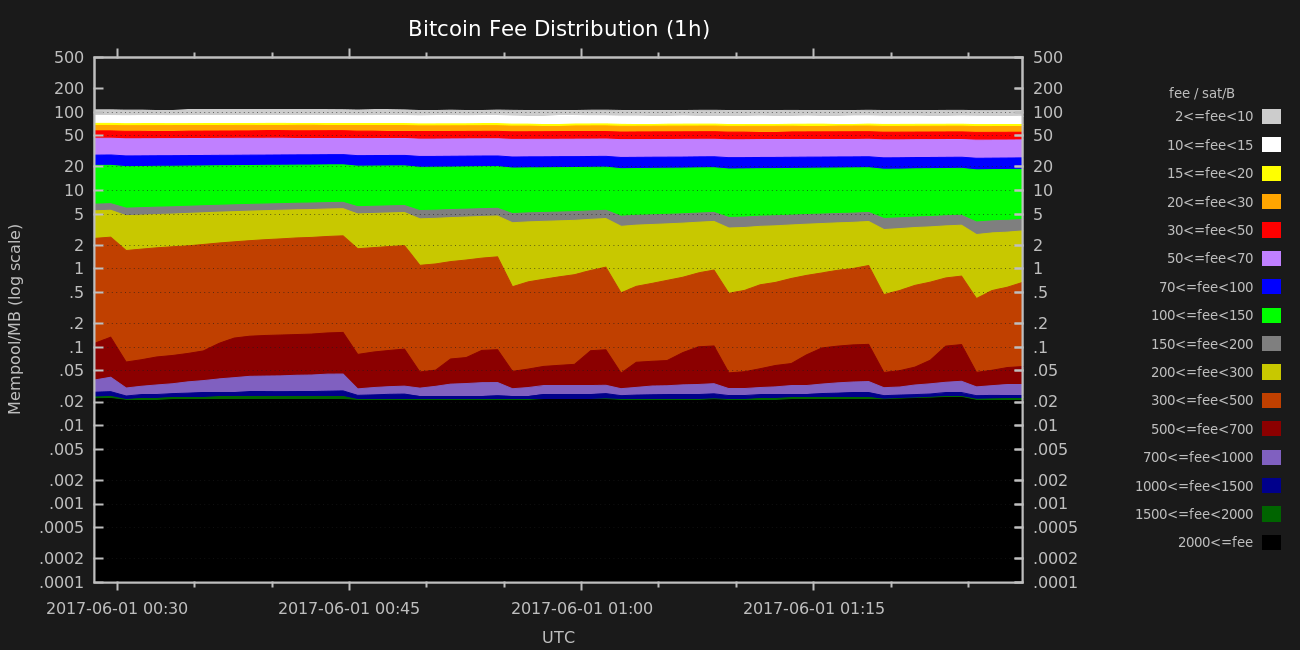 Bitcoin Fee Distribution (1h)
500 500
200 200
100 100
50 50
20 20
10 10
5 5
2 2
1 1
.5 .5
.2 .2
.1 .1
.05 .05
.02 .02
.01 .01
.005 .005
.002 .002
.001 .001
.0005 .0005
.0002 .0002
.0001 .0001
Mempool/MB (log scale)
2017-06-01 00:30 2017-06-01 00:45 2017-06-01 01:00 2017-06-01 01:15
UTC
fee / sat/B
2<=fee<10
10<=fee<15
15<=fee<20
20<=fee<30
30<=fee<50
50<=fee<70
70<=fee<100
100<=fee<150
150<=fee<200
200<=fee<300
300<=fee<500
500<=fee<700
700<=fee<1000
1000<=fee<1500
1500<=fee<2000
2000<=fee